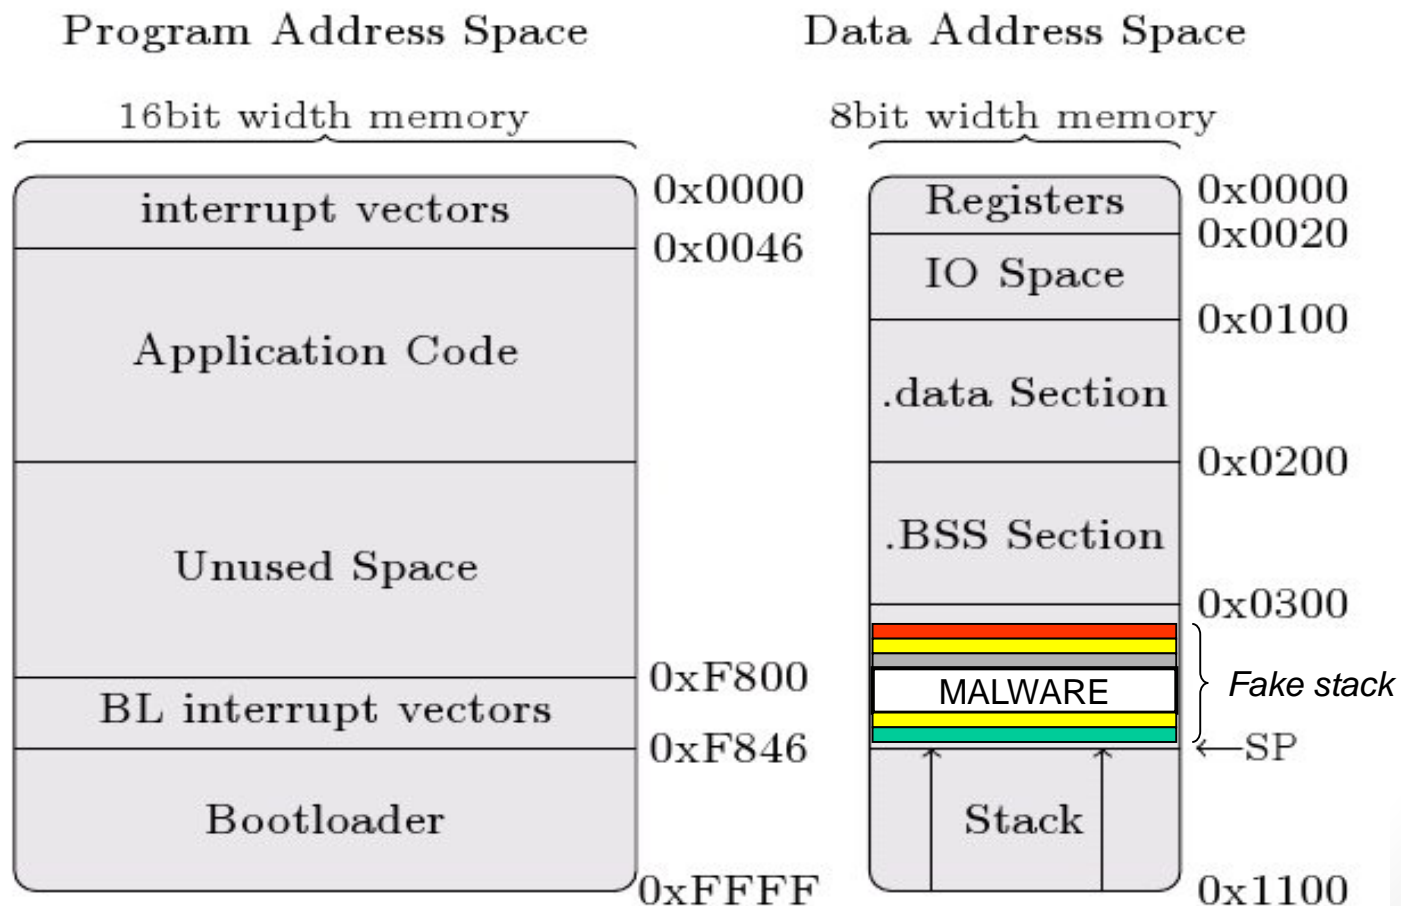 Program Address Space
Data Address Space
16bit width memory
8bit width memory
interrupt vectors
0x0000
0x0046
Application Code
Unused Space
0xF800
BL interrupt vectors
0xF846
Bootloader
0xFFFF
Registers
0x0000
0x0020
IO Space
0x0100
.data Section
0x0200
.BSS Section
0x0300
MALWARE
Fake stack
←SP
Stack
0x1100